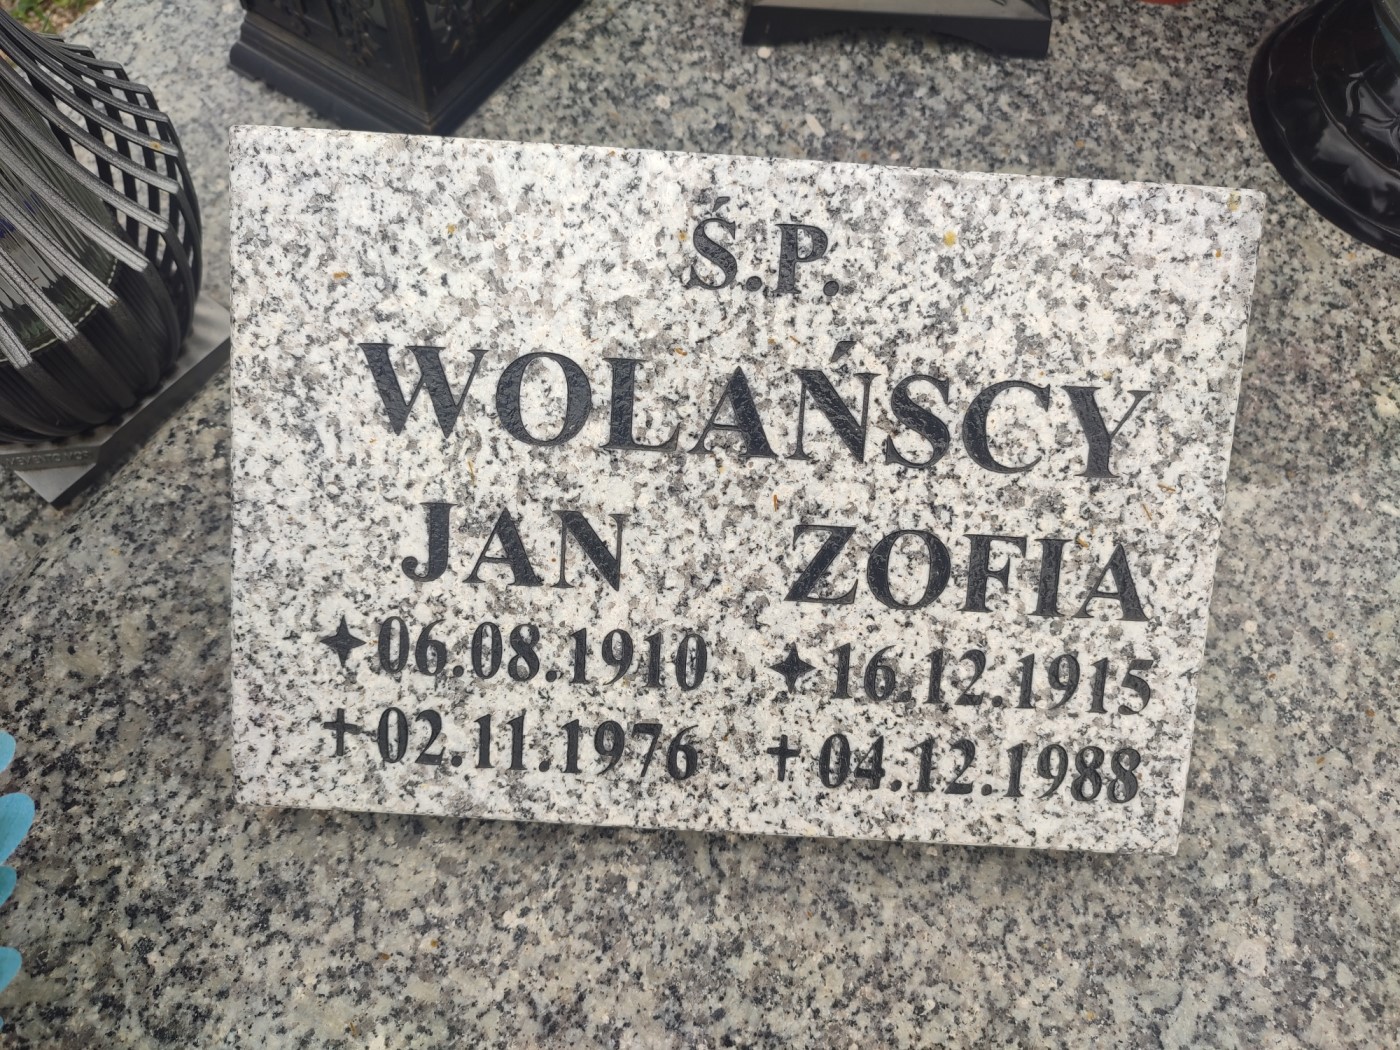 Ś.P.
WOLAŃSCY
JAN ZOFIA
✦06.08.1910 ✦16.12.1915
✝02.11.1976 ✝04.12.1988